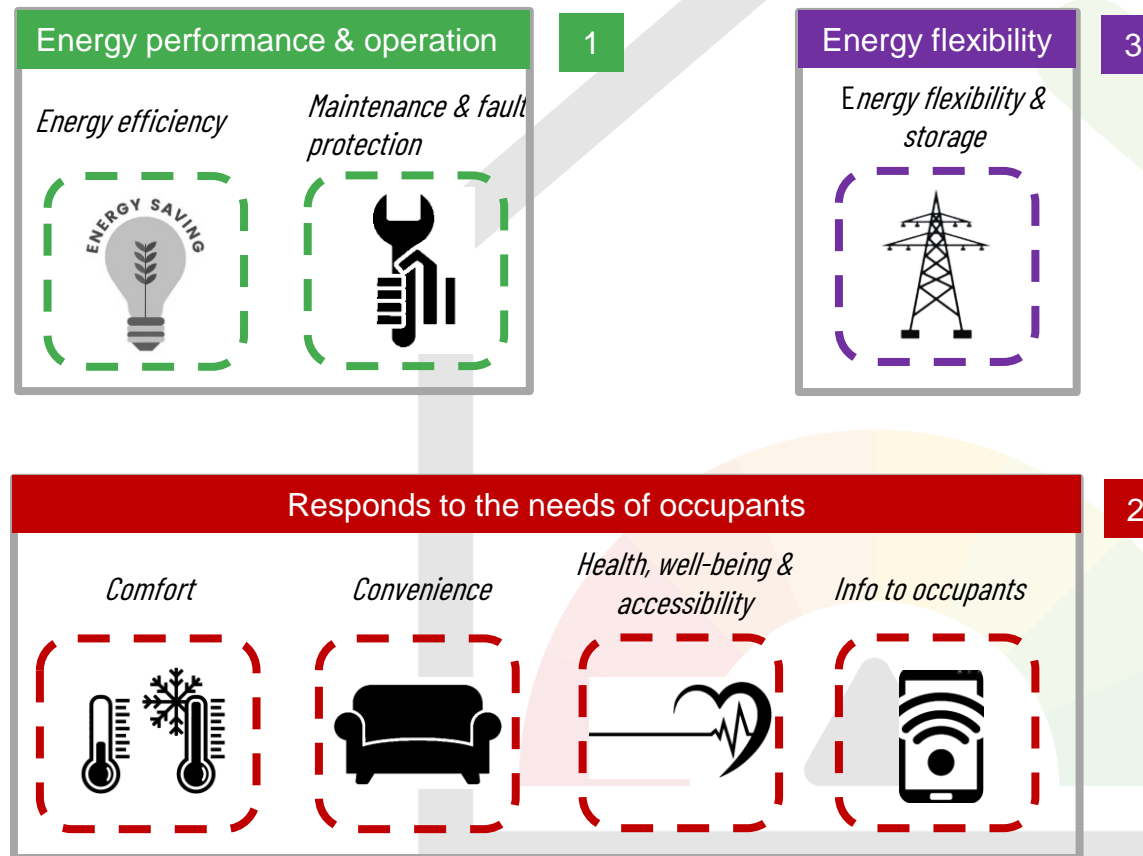 Energy performance & operation
1
Energy flexibility
3
Energy efficiency
Maintenance & fault
protection
Energy flexibility &
storage
ENERGY SAVING
Responds to the needs of occupants
2
Comfort
Convenience
Health, well-being &
accessibility
Info to occupants